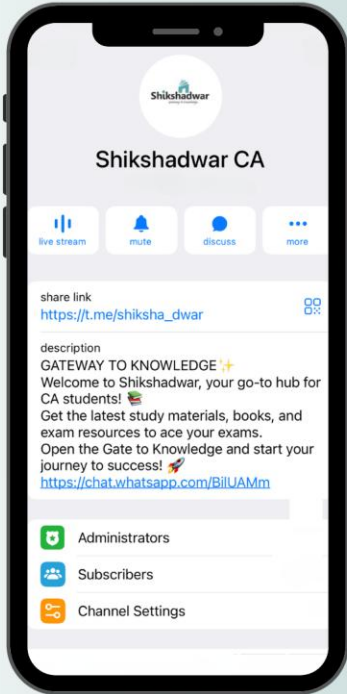 Shikshadwar
Shikshadwar CA
live stream
mute
discuss
more
share link
https://t.me/shiksha_dwar
description
GATEWAY TO KNOWLEDGE✨
Welcome to Shikshadwar, your go-to hub for
CA students! 📚
Get the latest study materials, books, and
exam resources to ace your exams.
Open the Gate to Knowledge and start your
journey to success! 🚀
https://chat.whatsapp.com/BilUAMm
Administrators
Subscribers
Channel Settings